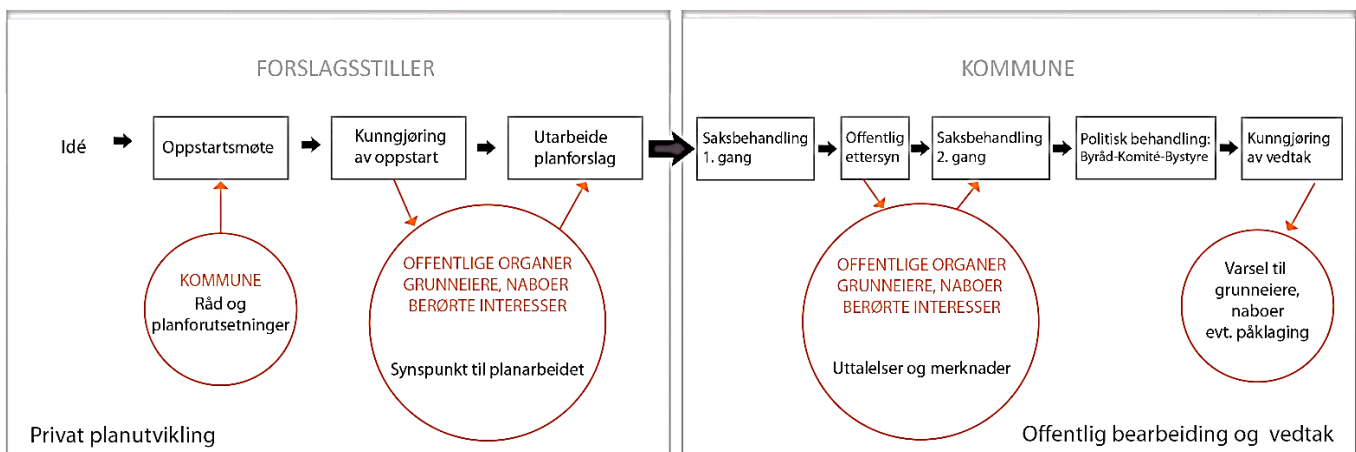 FORSLAGSSTILLER
Idé
Oppstartsmøte
Kunngjøring
av oppstart
Utarbeide
planforslag
KOMMUNE
Råd og
planforutsetninger
OFFENTLIGE ORGANER
GRUNNEIERE, NABOER
BERØRTE INTERESSER
Synspunkt til planarbeidet
Privat planutvikling
KOMMUNE
Saksbehandling
1. gang
Offentlig
ettersyn
Saksbehandling
2. gang
Politisk behandling:
Byråd-Komité-Bystyre
Kunngjøring
av vedtak
OFFENTLIGE ORGANER
GRUNNEIERE, NABOER
BERØRTE INTERESSER
Uttalelser og merknader
Varsel til
grunneiere,
naboer
evt. påklaging
Offentlig bearbeiding og vedtak